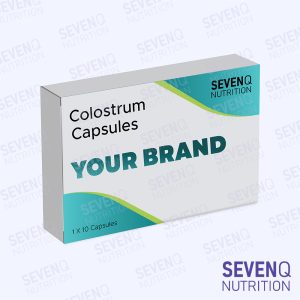 SEVENQ
NUTRITION
Colostrum
Capsules
YOUR BRAND
1 X 10 Capsules
SEVENQ
NUTRITION